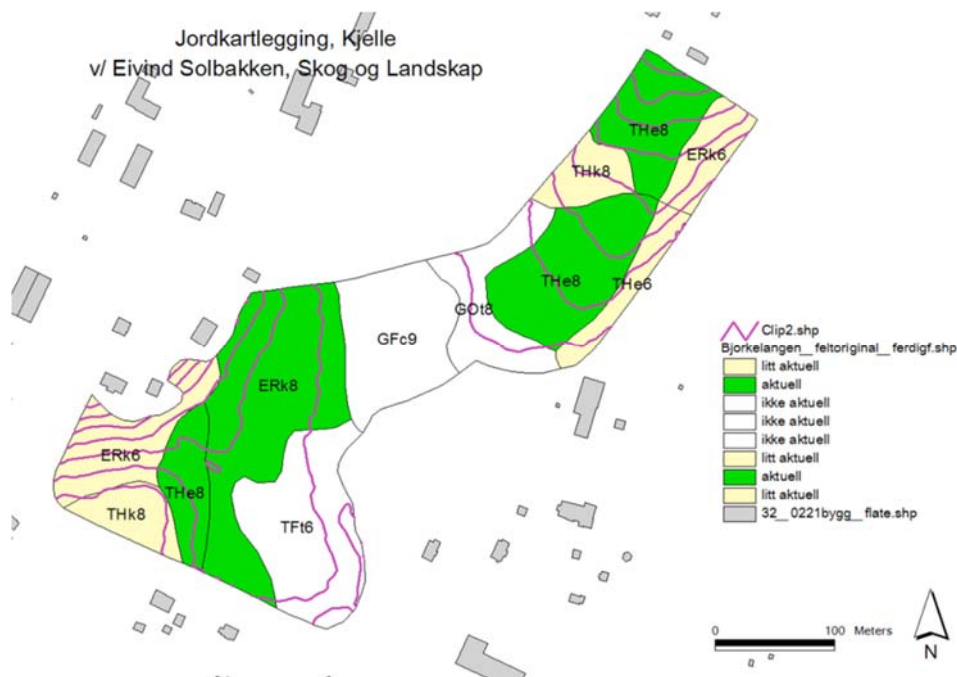 Jordkartlegging, Kjelle
v/ Eivind Solbakken, Skog og Landskap
THe8
ERk6
THk8
THe8
THe6
GOt8
GFc9
ERk8
ERk6
THe8
THk8
TFt6
Clip2.shp
Bjorkelangen__feltoriginal__ferdigf.shp
litt aktuell
aktuell
ikke aktuell
ikke aktuell
ikke aktuell
litt aktuell
aktuell
litt aktuell
32__0221bygg__flate.shp
0 100 Meters
N